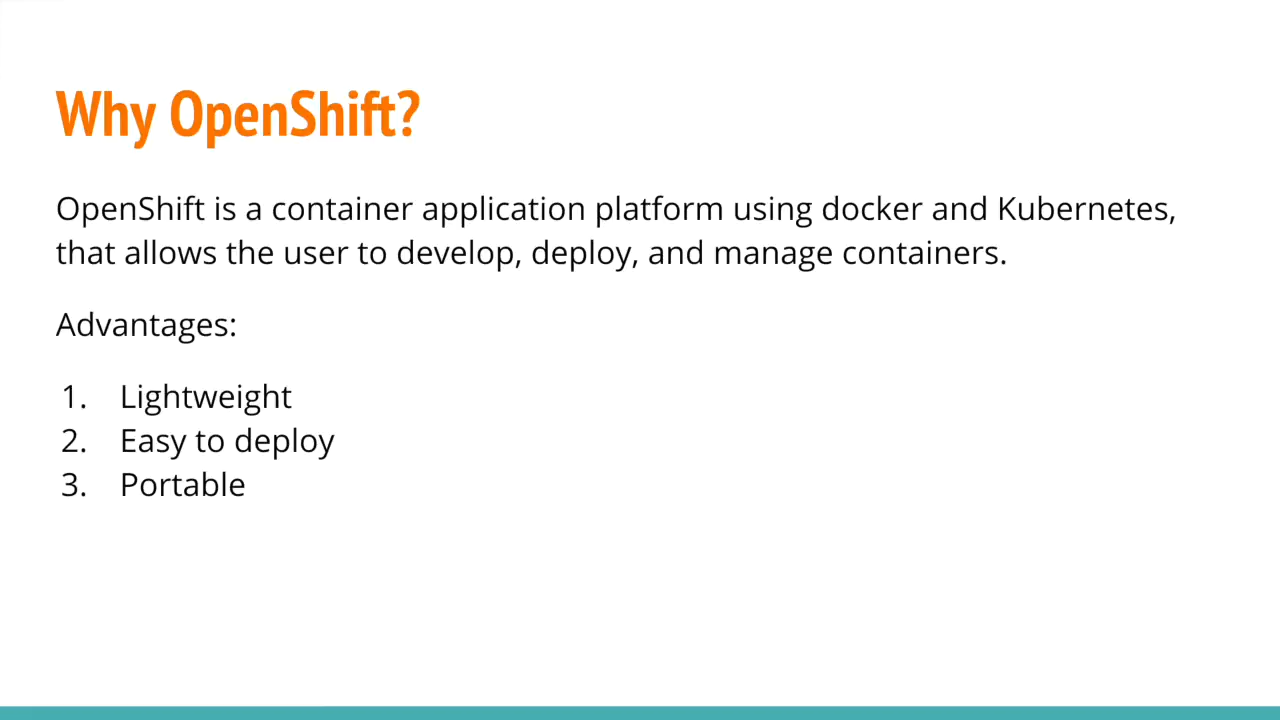 Why OpenShift?
OpenShift is a container application platform using docker and Kubernetes,
that allows the user to develop, deploy, and manage containers.
Advantages:
1. Lightweight
2. Easy to deploy
3. Portable